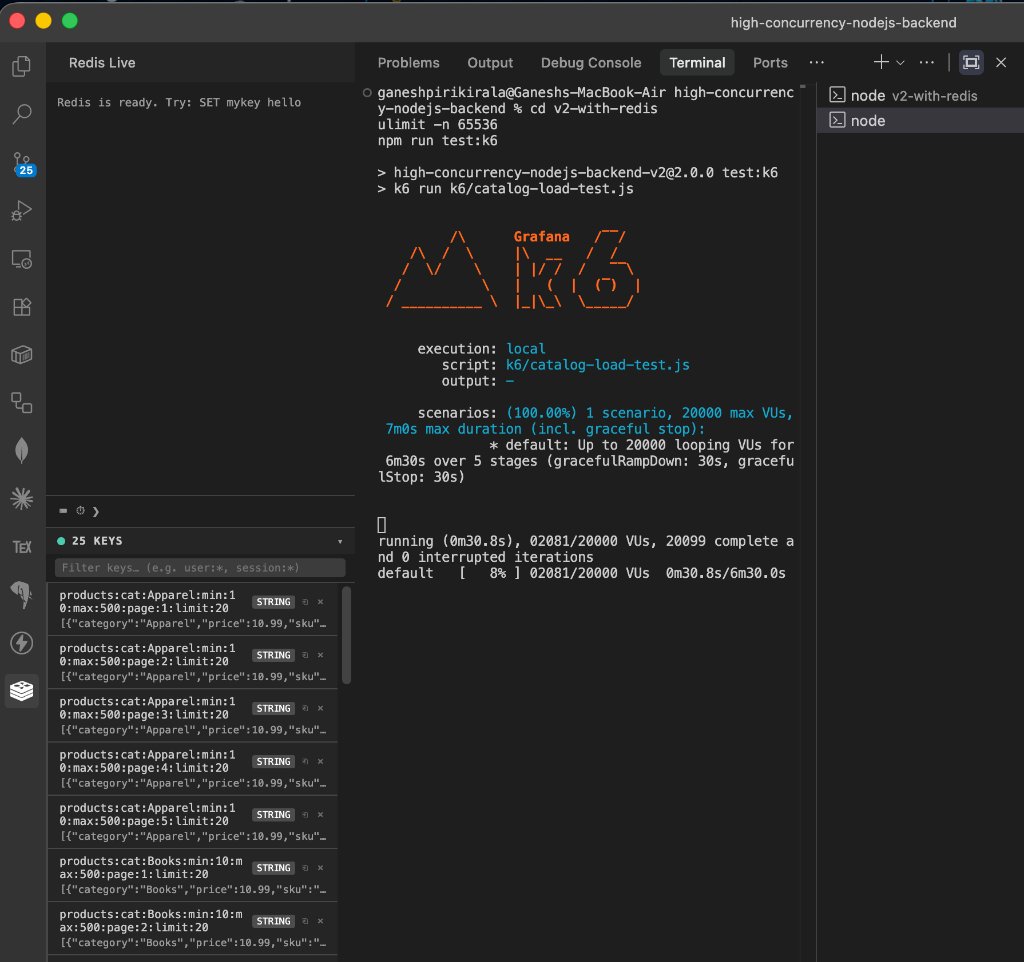 high-concurrency-nodejs-backend
Redis Live
Redis is ready. Try: SET mykey hello
25
TEX
25 KEYS
Filter keys… (e.g. user:*, session:*)
products:cat:Apparel:min:1
0:max:500:page:1:limit:20
STRING
[{"category":"Apparel","price":10.99,"sku"…
products:cat:Apparel:min:1
0:max:500:page:2:limit:20
STRING
[{"category":"Apparel","price":10.99,"sku"…
products:cat:Apparel:min:1
0:max:500:page:3:limit:20
STRING
[{"category":"Apparel","price":10.99,"sku"…
products:cat:Apparel:min:1
0:max:500:page:4:limit:20
STRING
[{"category":"Apparel","price":10.99,"sku"…
products:cat:Apparel:min:1
0:max:500:page:5:limit:20
STRING
[{"category":"Apparel","price":10.99,"sku"…
products:cat:Books:min:10:m
ax:500:page:1:limit:20
STRING
[{"category":"Books","price":10.99,"sku":"…
products:cat:Books:min:10:m
ax:500:page:2:limit:20
STRING
[{"category":"Books","price":10.99,"sku":"…
Problems Output Debug Console Terminal Ports
ganeshpirikirala@Ganeshs-MacBook-Air high-concurrenc
y-nodejs-backend % cd v2-with-redis
ulimit -n 65536
npm run test:k6
> high-concurrency-nodejs-backend-v2@2.0.0 test:k6
> k6 run k6/catalog-load-test.js
Grafana
k6
execution: local
script: k6/catalog-load-test.js
output: -
scenarios: (100.00%) 1 scenario, 20000 max VUs,
7m0s max duration (incl. graceful stop):
* default: Up to 20000 looping VUs for
6m30s over 5 stages (gracefulRampDown: 30s, gracefu
lStop: 30s)
running (0m30.8s), 02081/20000 VUs, 20099 complete a
nd 0 interrupted iterations
default [ 8% ] 02081/20000 VUs 0m30.8s/6m30.0s
node v2-with-redis
node